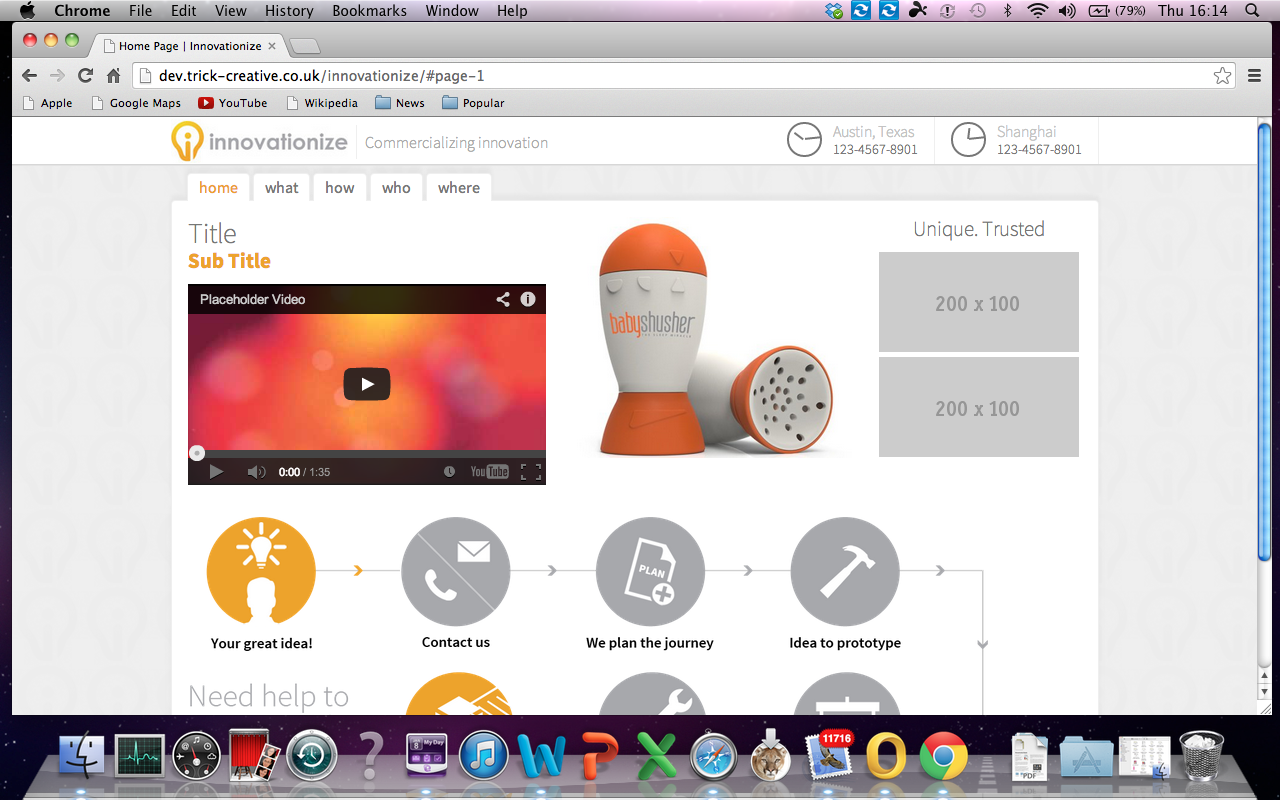 Chrome File Edit View History Bookmarks Window Help (79%) Thu 16:14
Home Page | Innovationize
dev.trick-creative.co.uk/innovationize/#page-1
Apple Google Maps YouTube Wikipedia News Popular
innovationize Commercializing innovation
Austin, Texas
123-4567-8901
Shanghai
123-4567-8901
home what how who where
Title
Sub Title
Placeholder Video
0:00 / 1:35 YouTube
babyshusher
Unique. Trusted
200 x 100
200 x 100
PLAN
Your great idea! Contact us We plan the journey Idea to prototype
Need help to
8 My Day
11716
PDF